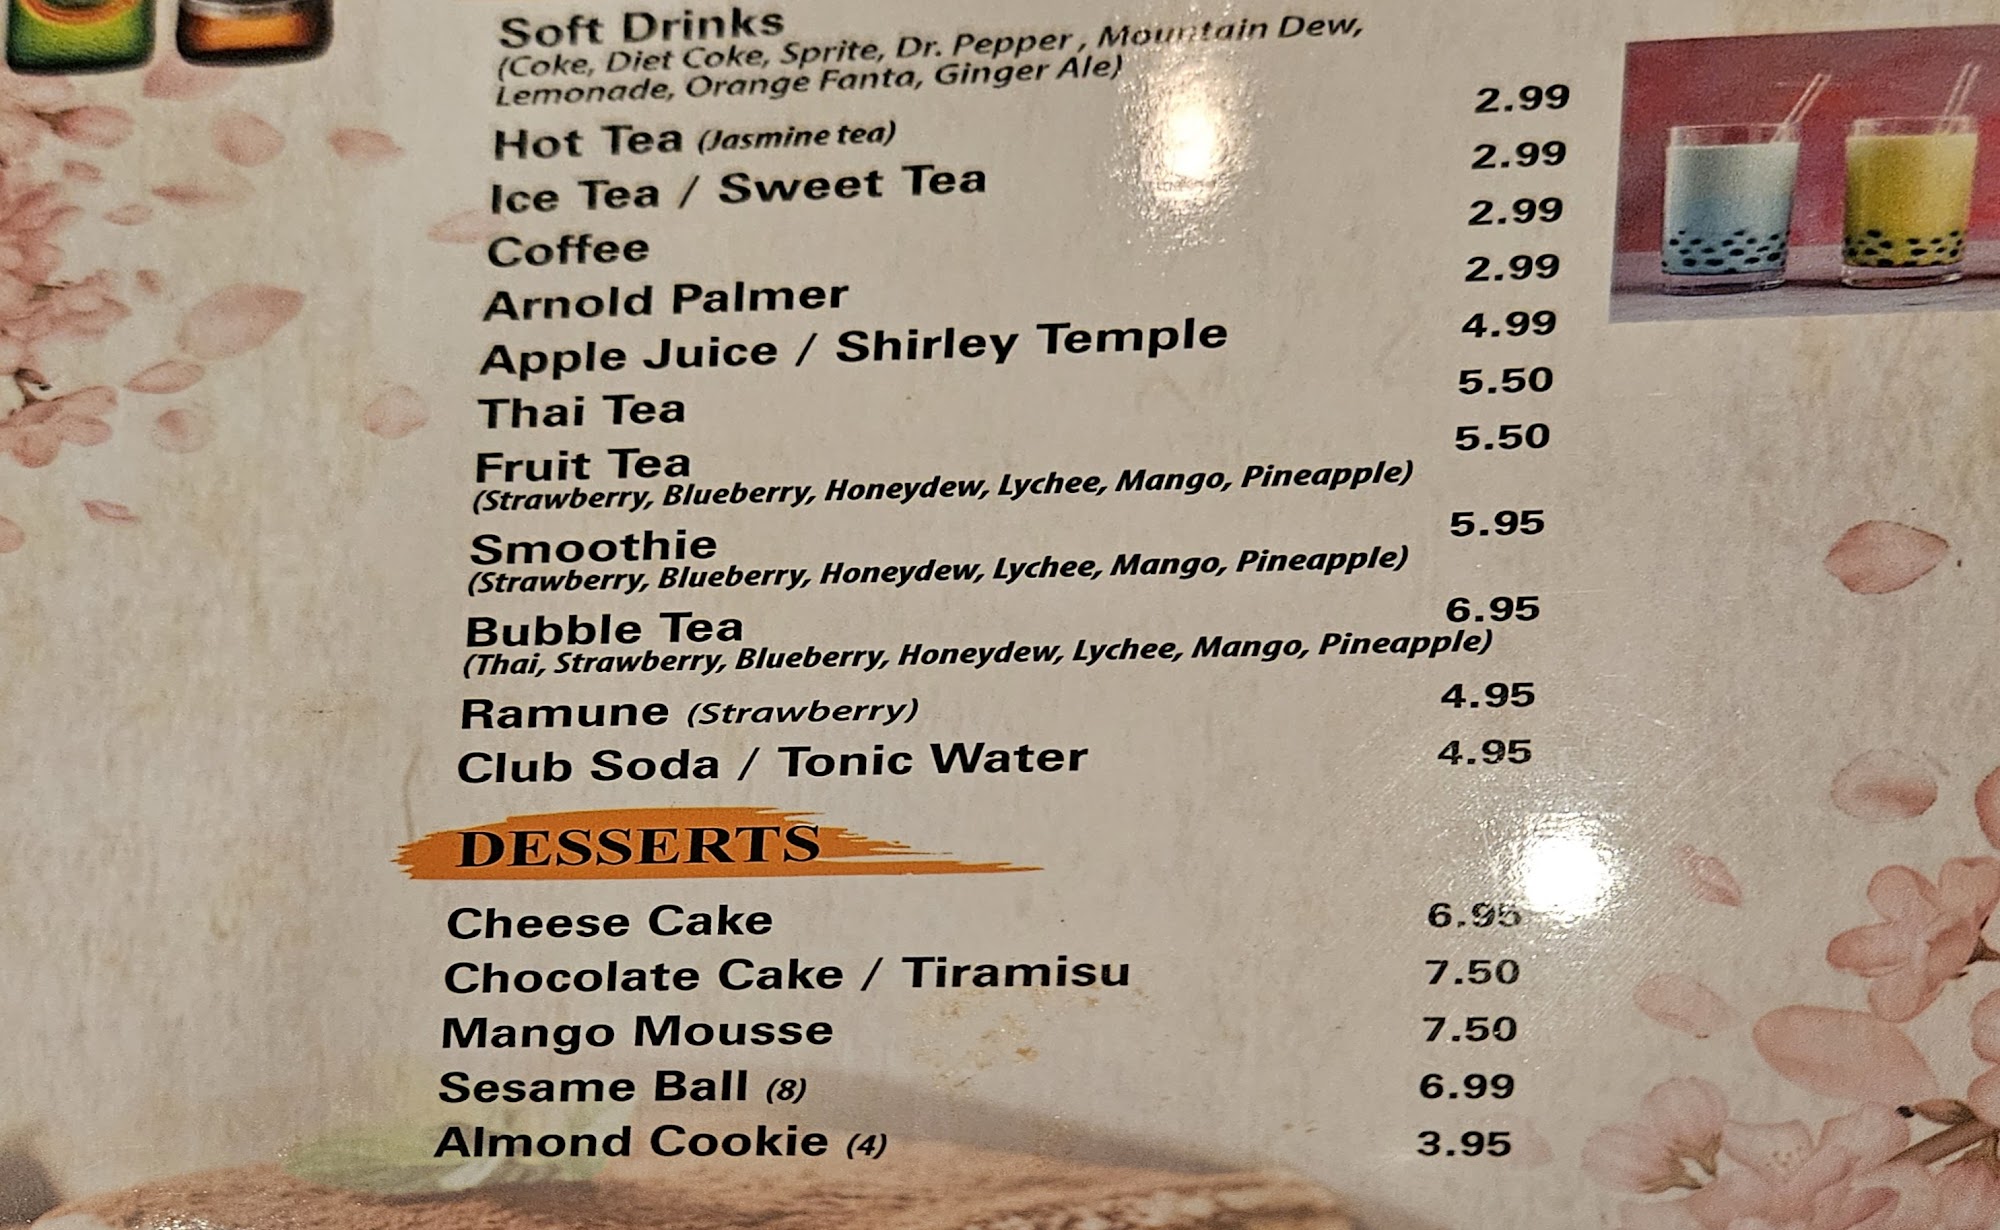 Soft Drinks
(Coke, Diet Coke, Sprite, Dr. Pepper, Mountain Dew,
Lemonade, Orange Fanta, Ginger Ale)
Hot Tea (Jasmine tea) 2.99
Ice Tea / Sweet Tea 2.99
Coffee 2.99
Arnold Palmer 2.99
Apple Juice / Shirley Temple 4.99
Thai Tea 5.50
Fruit Tea 5.50
(Strawberry, Blueberry, Honeydew, Lychee, Mango, Pineapple)
Smoothie 5.95
(Strawberry, Blueberry, Honeydew, Lychee, Mango, Pineapple)
Bubble Tea 6.95
(Thai, Strawberry, Blueberry, Honeydew, Lychee, Mango, Pineapple)
Ramune (Strawberry) 4.95
Club Soda / Tonic Water 4.95
DESSERTS
Cheese Cake 6.95
Chocolate Cake / Tiramisu 7.50
Mango Mousse 7.50
Sesame Ball (8) 6.99
Almond Cookie (4) 3.95